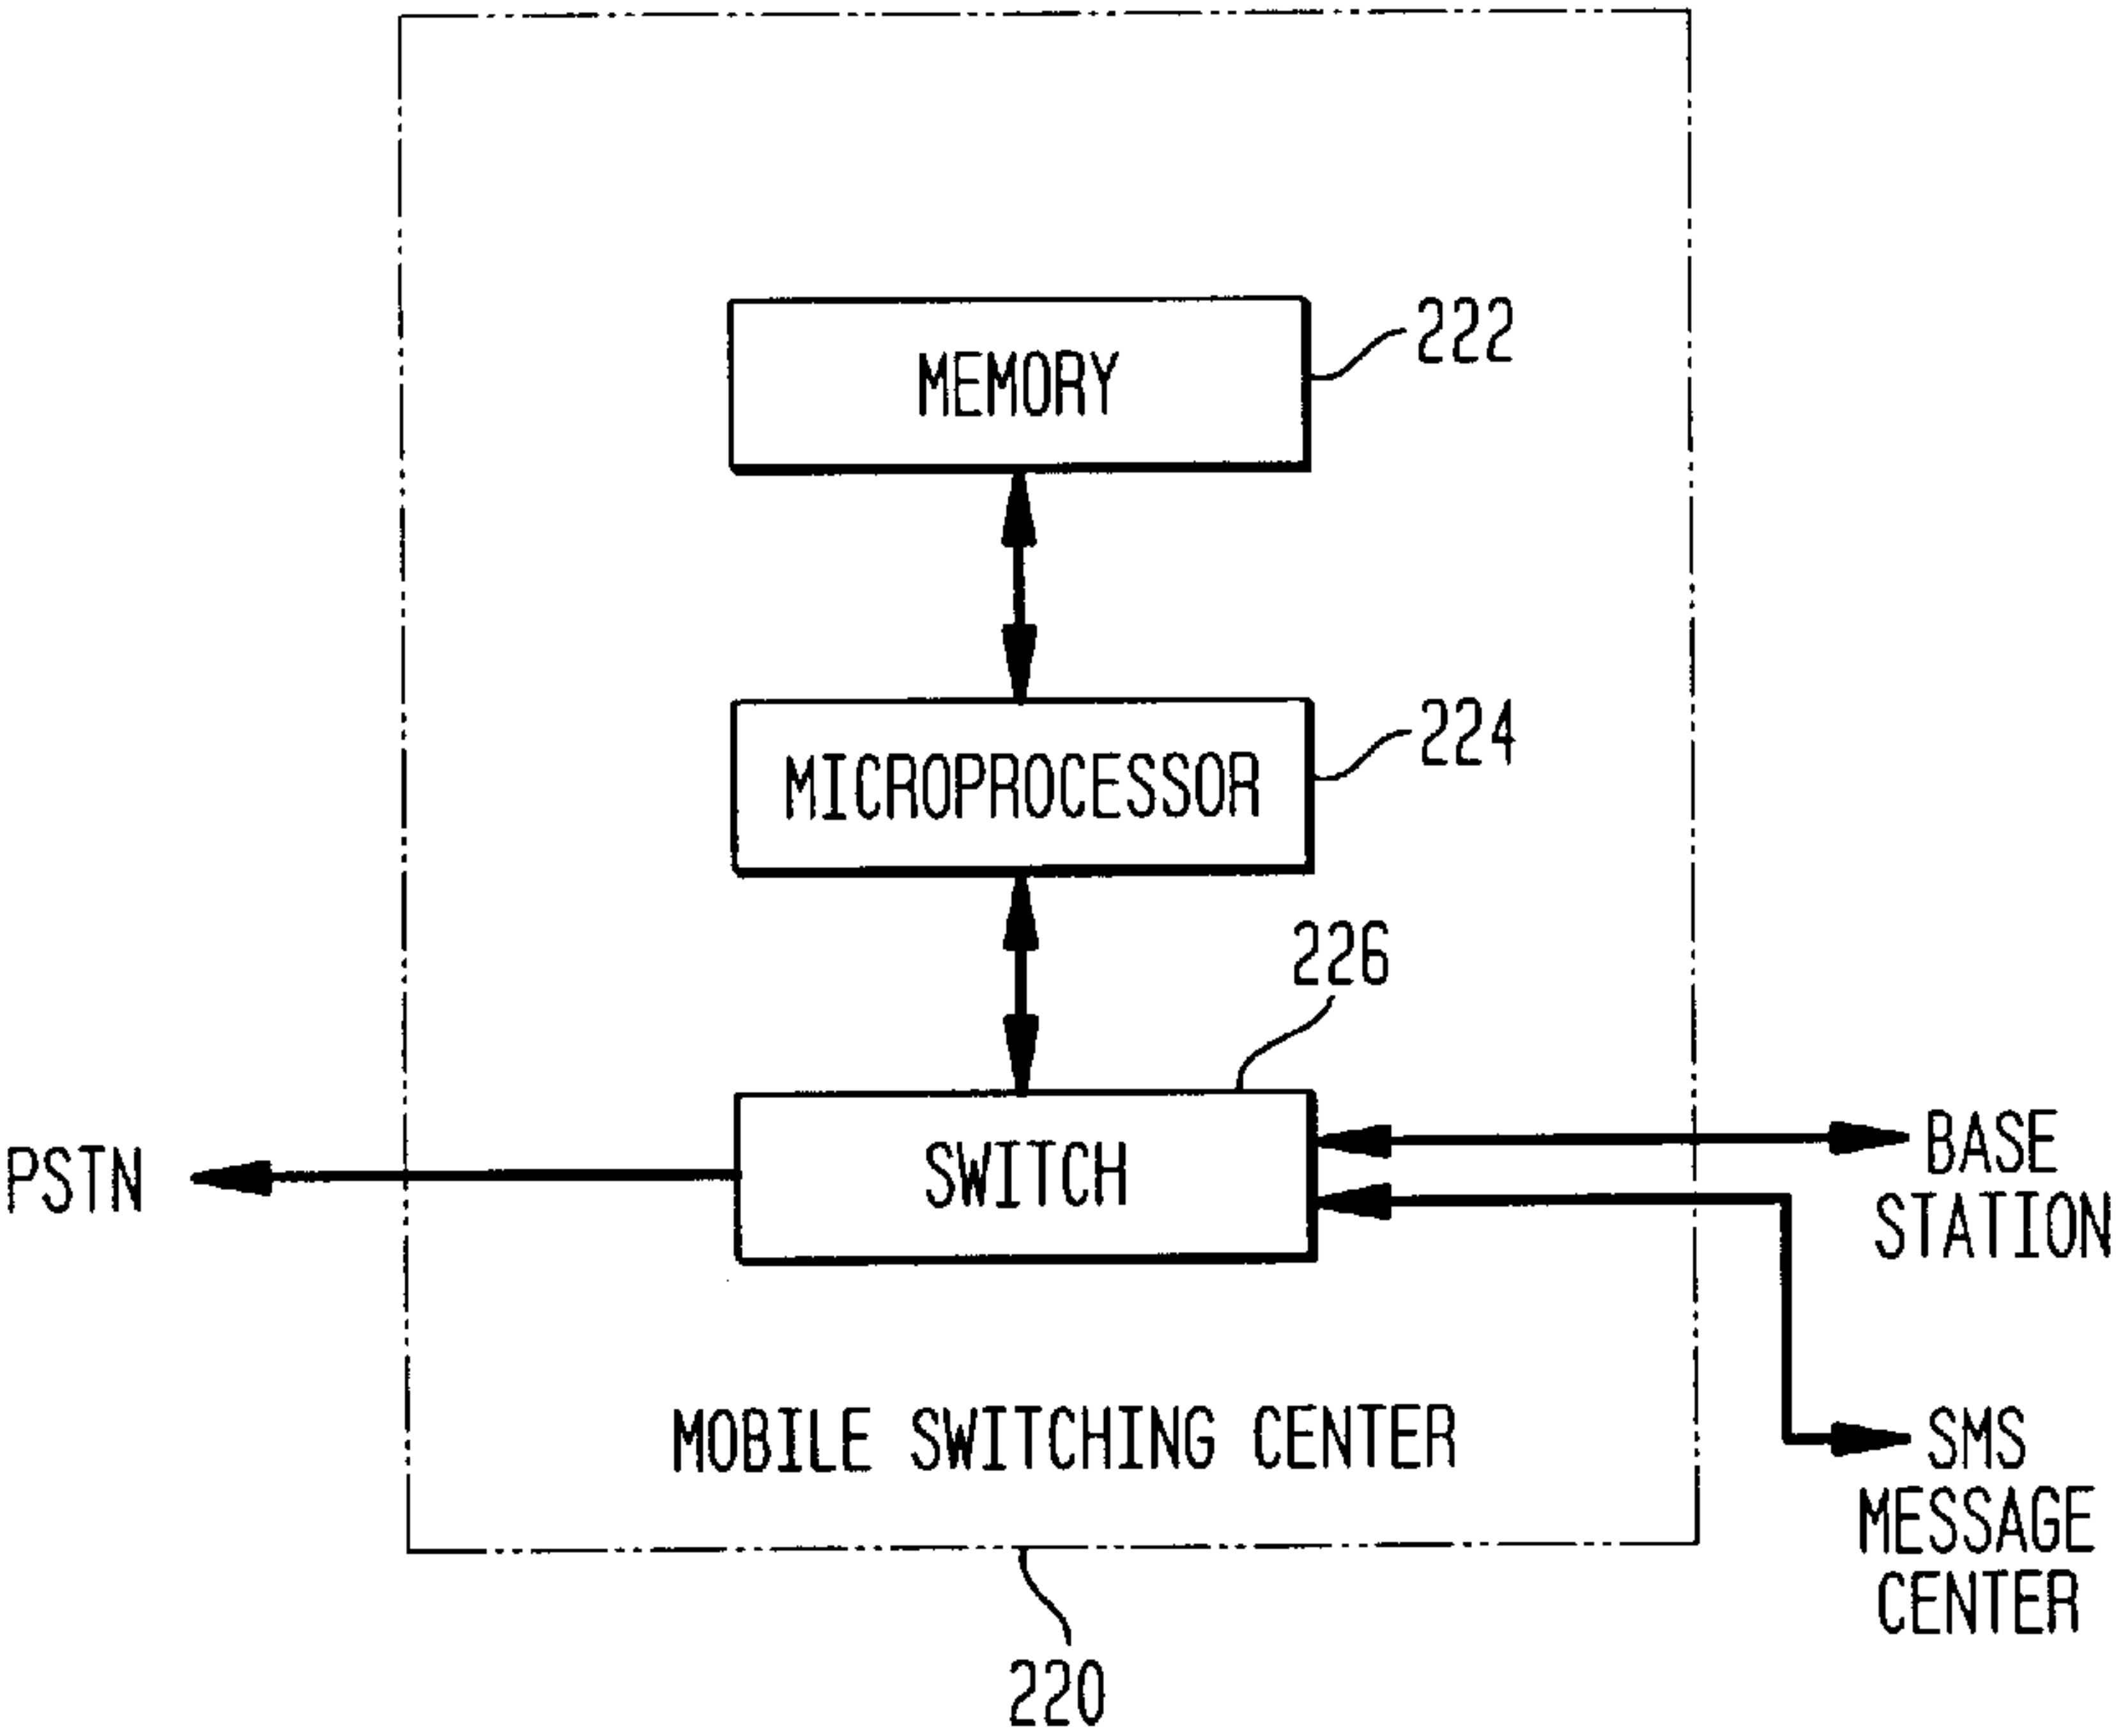 MEMORY
222
MICROPROCESSOR
224
226
PSTN
SWITCH
BASE
STATION
MOBILE SWITCHING CENTER
SMS
MESSAGE
CENTER
220